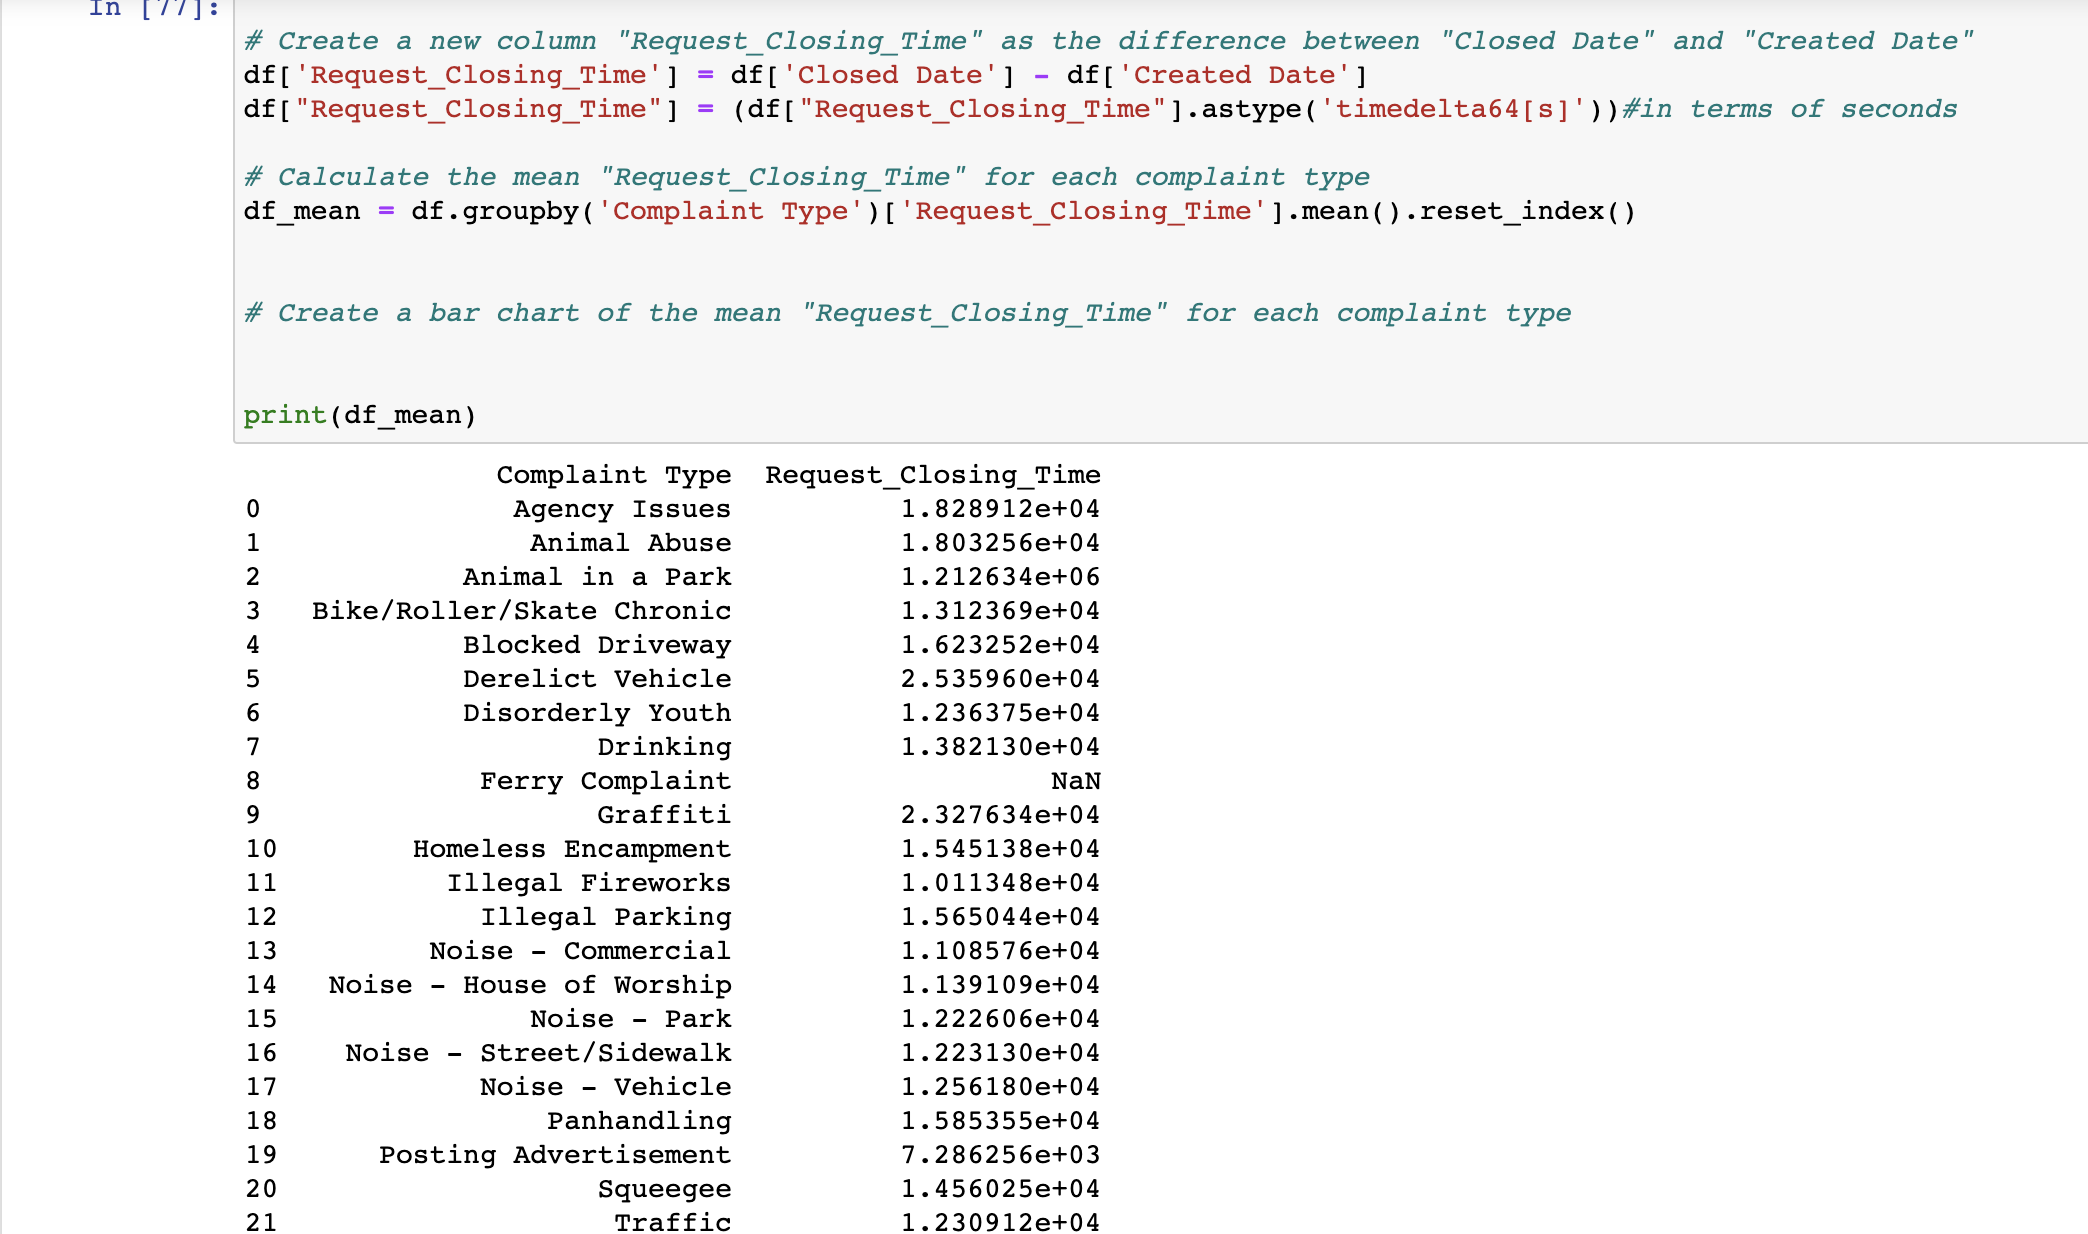 In [77]:
# Create a new column "Request_Closing_Time" as the difference between "Closed Date" and "Created Date"
df['Request_Closing_Time'] = df['Closed Date'] - df['Created Date']
df["Request_Closing_Time"] = (df["Request_Closing_Time"].astype('timedelta64[s]'))#in terms of seconds
# Calculate the mean "Request_Closing_Time" for each complaint type
df_mean = df.groupby('Complaint Type')['Request_Closing_Time'].mean().reset_index()
# Create a bar chart of the mean "Request_Closing_Time" for each complaint type
print(df_mean)
Complaint Type Request_Closing_Time
0 Agency Issues 1.828912e+04
1 Animal Abuse 1.803256e+04
2 Animal in a Park 1.212634e+06
3 Bike/Roller/Skate Chronic 1.312369e+04
4 Blocked Driveway 1.623252e+04
5 Derelict Vehicle 2.535960e+04
6 Disorderly Youth 1.236375e+04
7 Drinking 1.382130e+04
8 Ferry Complaint NaN
9 Graffiti 2.327634e+04
10 Homeless Encampment 1.545138e+04
11 Illegal Fireworks 1.011348e+04
12 Illegal Parking 1.565044e+04
13 Noise - Commercial 1.108576e+04
14 Noise - House of Worship 1.139109e+04
15 Noise - Park 1.222606e+04
16 Noise - Street/Sidewalk 1.223130e+04
17 Noise - Vehicle 1.256180e+04
18 Panhandling 1.585355e+04
19 Posting Advertisement 7.286256e+03
20 Squeegee 1.456025e+04
21 Traffic 1.230912e+04